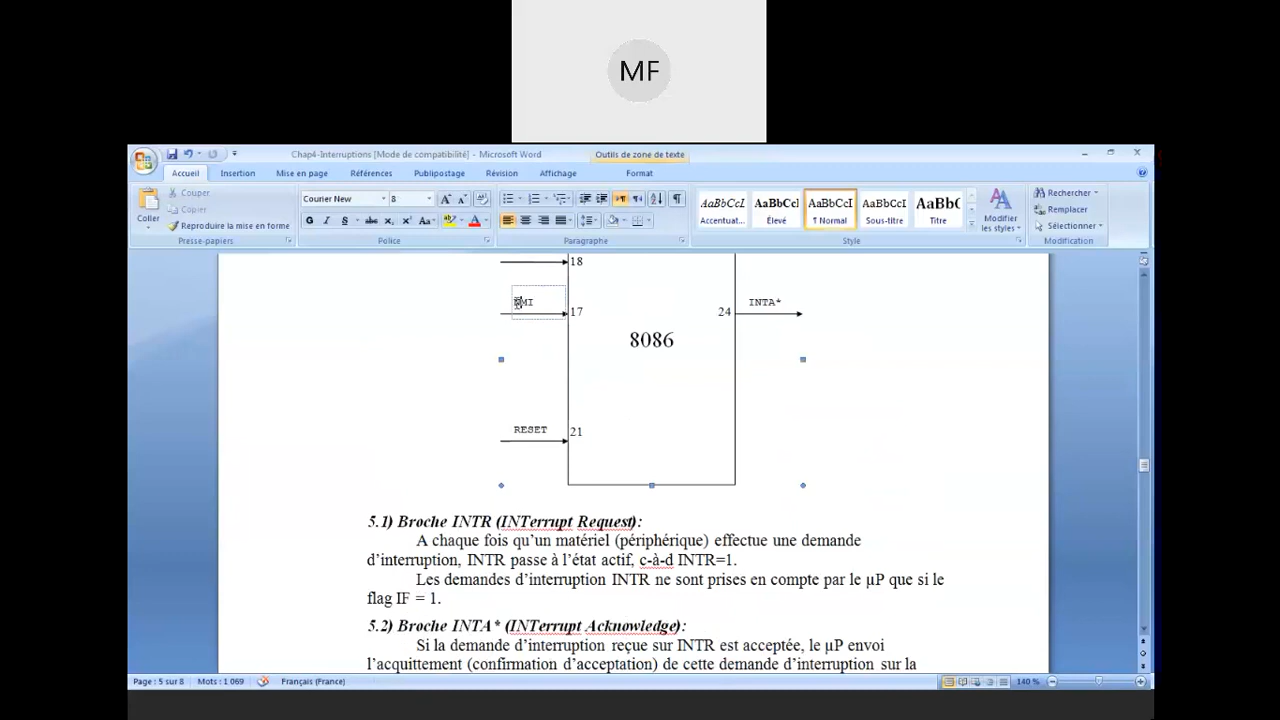 MF
Chap4-Interruptions [Mode de compatibilité] - Microsoft Word
Outils de zone de texte
Accueil Insertion Mise en page Références Publipostage Révision Affichage Format
Coller
Couper
Copier
Reproduire la mise en forme
Presse-papiers
Courier New 8
Police
Paragraphe
AaBbCcI AaBbCcI AaBbCcI AaBbCcI AaBb(
Accentuat... Élevé ¶ Normal Sous-titre Titre
Modifier les styles
Style
Rechercher
Remplacer
Sélectionner
Modification
18
MI
17
24
INTA*
8086
RESET
21
5.1) Broche INTR (INTerrupt Request):
A chaque fois qu'un matériel (périphérique) effectue une demande
d'interruption, INTR passe à l'état actif, c-à-d INTR=1.
Les demandes d'interruption INTR ne sont prises en compte par le µP que si le
flag IF = 1.
5.2) Broche INTA* (INTerrupt Acknowledge):
Si la demande d'interruption reçue sur INTR est acceptée, le µP envoi
l'acquittement (confirmation d'acceptation) de cette demande d'interruption sur la
Page : 5 sur 8 Mots : 1 069 Français (France) 140 %